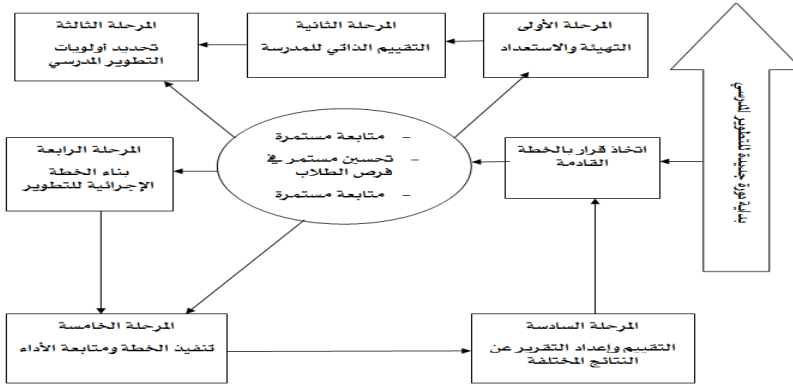 المرحلة الأولى
التهيئة والاستعداد
المرحلة الثانية
التقييم الذاتي للمدرسة
المرحلة الثالثة
تحديد أولويات
التطوير المدرسي
- متابعة مستمرة
- تحسين مستمر في
فرص الطلاب
- متابعة مستمرة
اتخاذ قرار بالخطة
القادمة
المرحلة الرابعة
بناء الخطة
الإجرائية للتطوير
بداية دورة جديدة للتطوير المدرسي
المرحلة الخامسة
تنفيذ الخطة ومتابعة الأداء
المرحلة السادسة
التقييم وإعداد التقرير عن
النتائج المختلفة